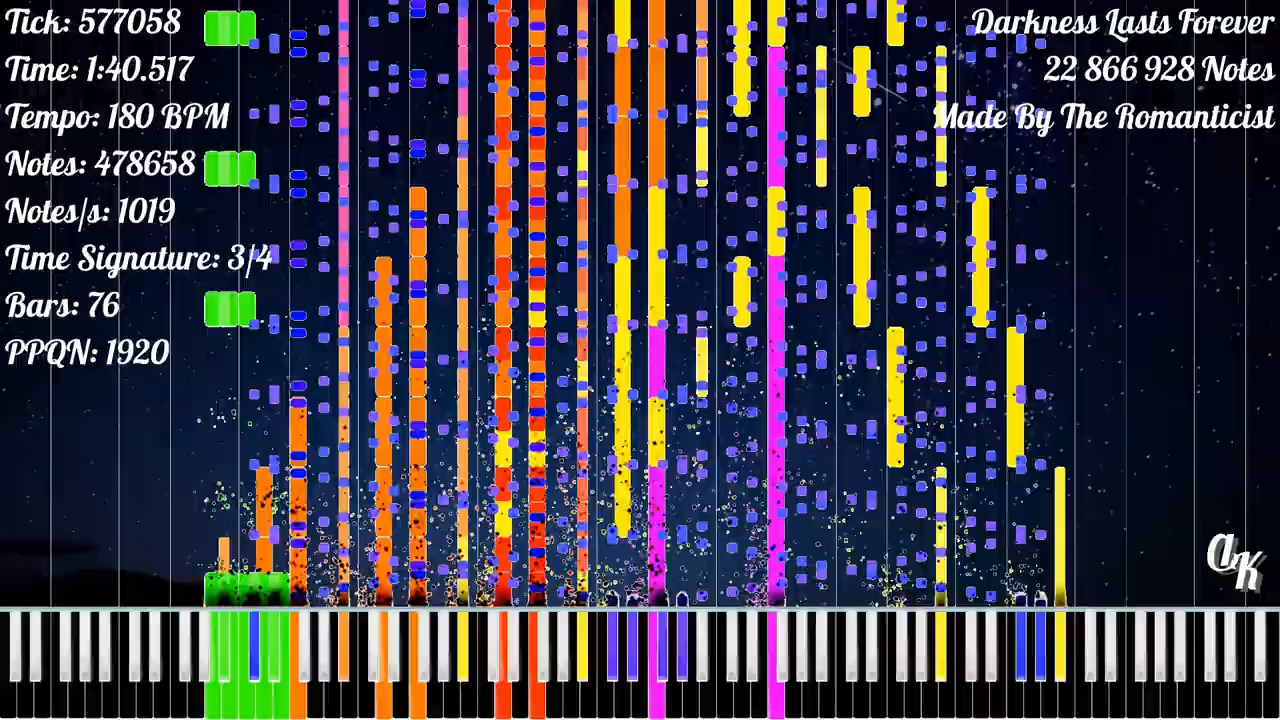 Tick: 577058
Time: 1:40.517
Tempo: 180 BPM
Notes: 478658
Notes/s: 1019
Time Signature: 3/4
Bars: 76
PPQN: 1920
Darkness Lasts Forever
22 866 928 Notes
Made By The Romanticist
AK